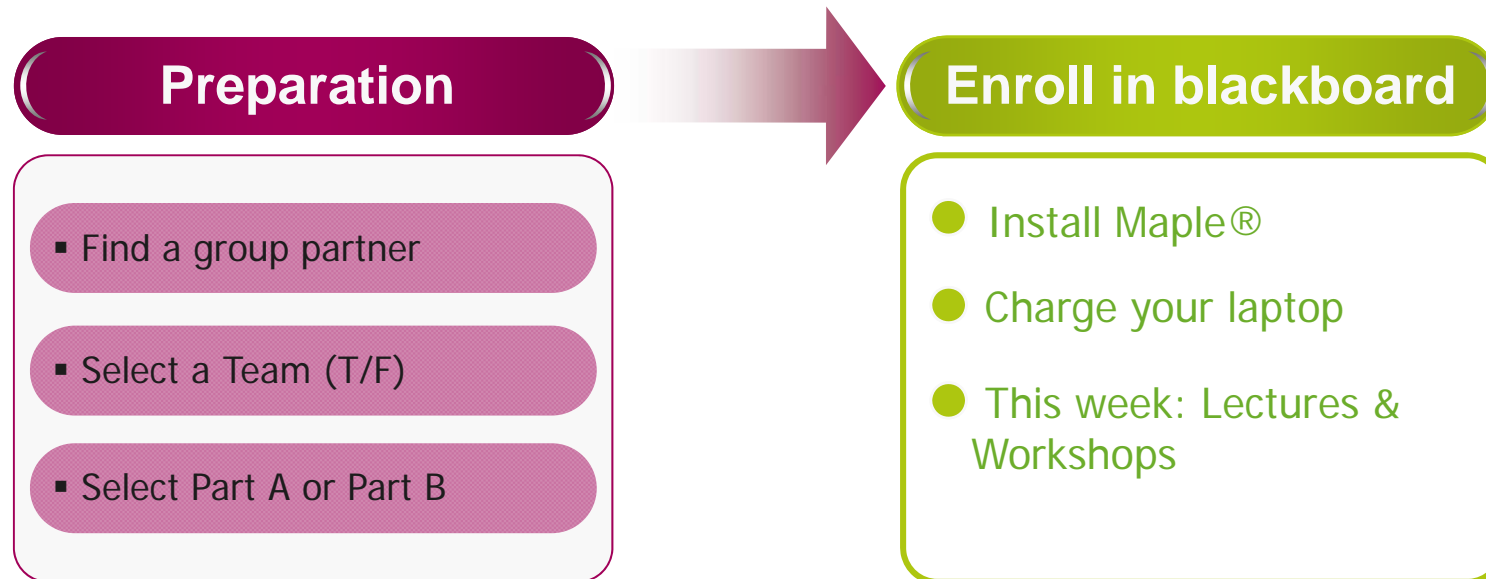 Preparation
▪ Find a group partner
▪ Select a Team (T/F)
▪ Select Part A or Part B
Enroll in blackboard
● Install Maple®
● Charge your laptop
● This week: Lectures &
Workshops